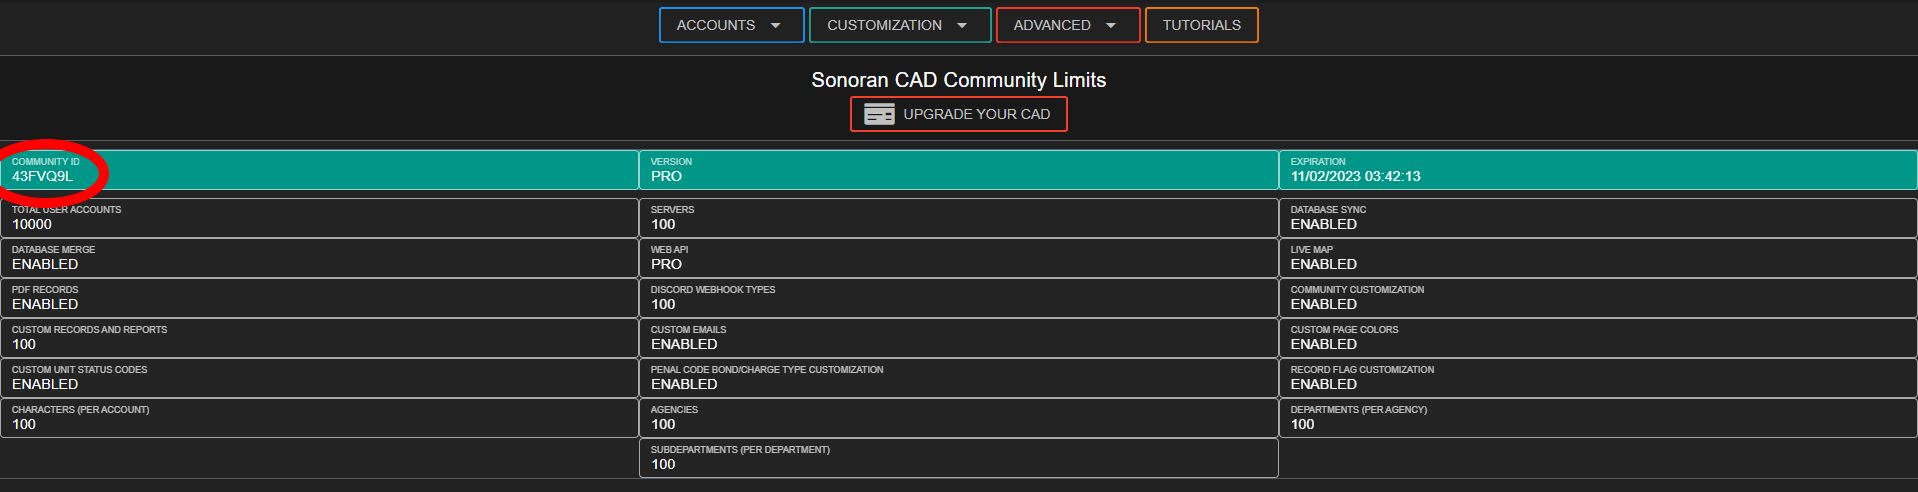 ACCOUNTS
CUSTOMIZATION
ADVANCED
TUTORIALS
Sonoran CAD Community Limits
UPGRADE YOUR CAD
COMMUNITY ID
43FVQ9L
VERSION
PRO
EXPIRATION
11/02/2023 03:42:13
TOTAL USER ACCOUNTS
10000
SERVERS
100
DATABASE SYNC
ENABLED
DATABASE MERGE
ENABLED
WEB API
PRO
LIVE MAP
ENABLED
PDF RECORDS
ENABLED
DISCORD WEBHOOK TYPES
100
COMMUNITY CUSTOMIZATION
ENABLED
CUSTOM RECORDS AND REPORTS
100
CUSTOM EMAILS
ENABLED
CUSTOM PAGE COLORS
ENABLED
CUSTOM UNIT STATUS CODES
ENABLED
PENAL CODE BOND/CHARGE TYPE CUSTOMIZATION
ENABLED
RECORD FLAG CUSTOMIZATION
ENABLED
CHARACTERS (PER ACCOUNT)
100
AGENCIES
100
DEPARTMENTS (PER AGENCY)
100
SUBDEPARTMENTS (PER DEPARTMENT)
100